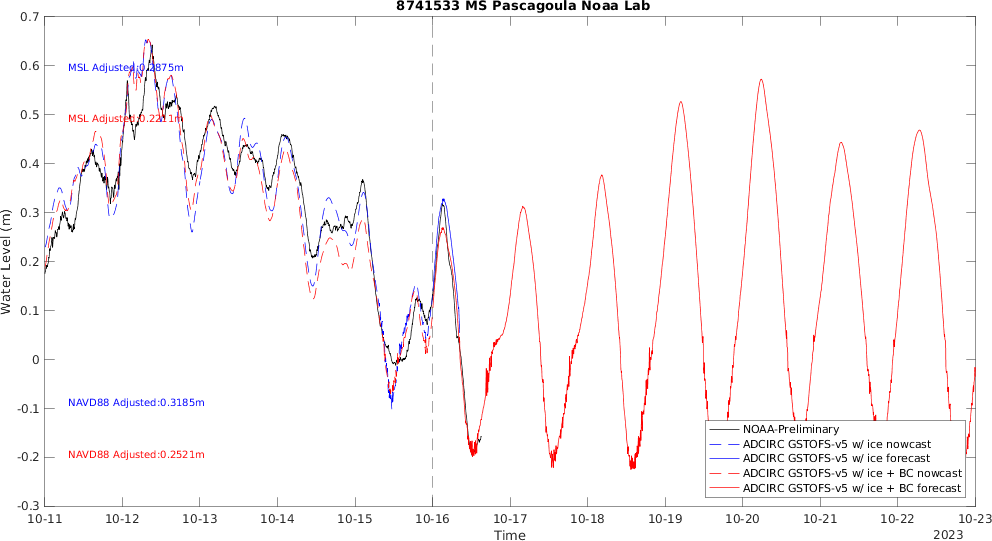 8741533 MS Pascagoula Noaa Lab
0.7
0.6
0.5
0.4
0.3
0.2
0.1
0
-0.1
-0.2
-0.3
Water Level (m)
MSL Adjusted:0.2875m
MSL Adjusted:0.2211m
NAVD88 Adjusted:0.3185m
NAVD88 Adjusted:0.2521m
NOAA-Preliminary
ADCIRC GSTOFS-v5 w/ ice nowcast
ADCIRC GSTOFS-v5 w/ ice forecast
ADCIRC GSTOFS-v5 w/ ice + BC nowcast
ADCIRC GSTOFS-v5 w/ ice + BC forecast
10-11 10-12 10-13 10-14 10-15 10-16 10-17 10-18 10-19 10-20 10-21 10-22 10-23
Time
2023